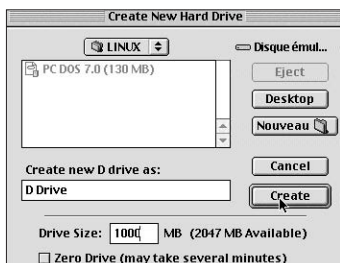 Create New Hard Drive
LINUX
Disque émul...
PC DOS 7.0 (130 MB)
Eject
Desktop
Nouveau
Create new D drive as:
Cancel
D Drive
Create
Drive Size: 1000 MB (2047 MB Available)
Zero Drive (may take several minutes)